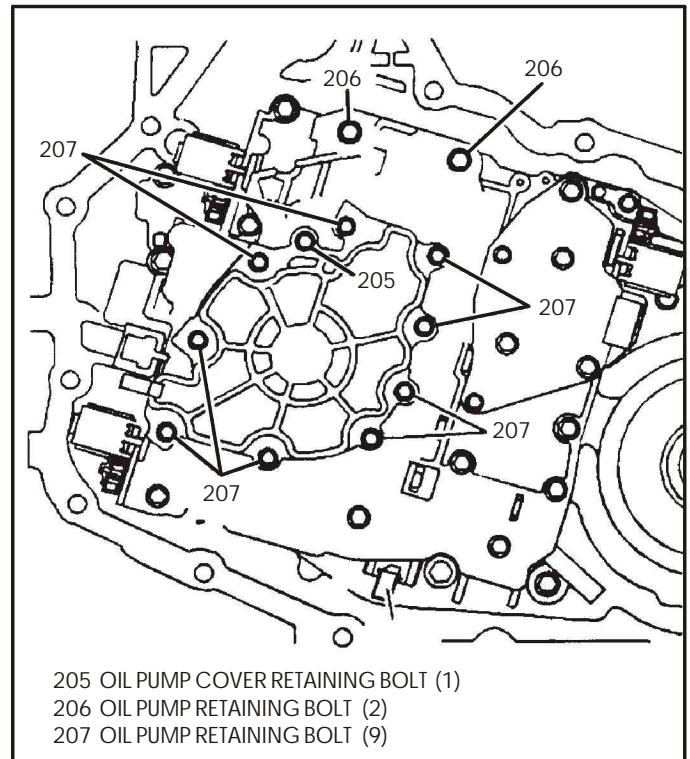 206
206
207
205
207
207
207
205 OIL PUMP COVER RETAINING BOLT (1)
206 OIL PUMP RETAINING BOLT (2)
207 OIL PUMP RETAINING BOLT (9)